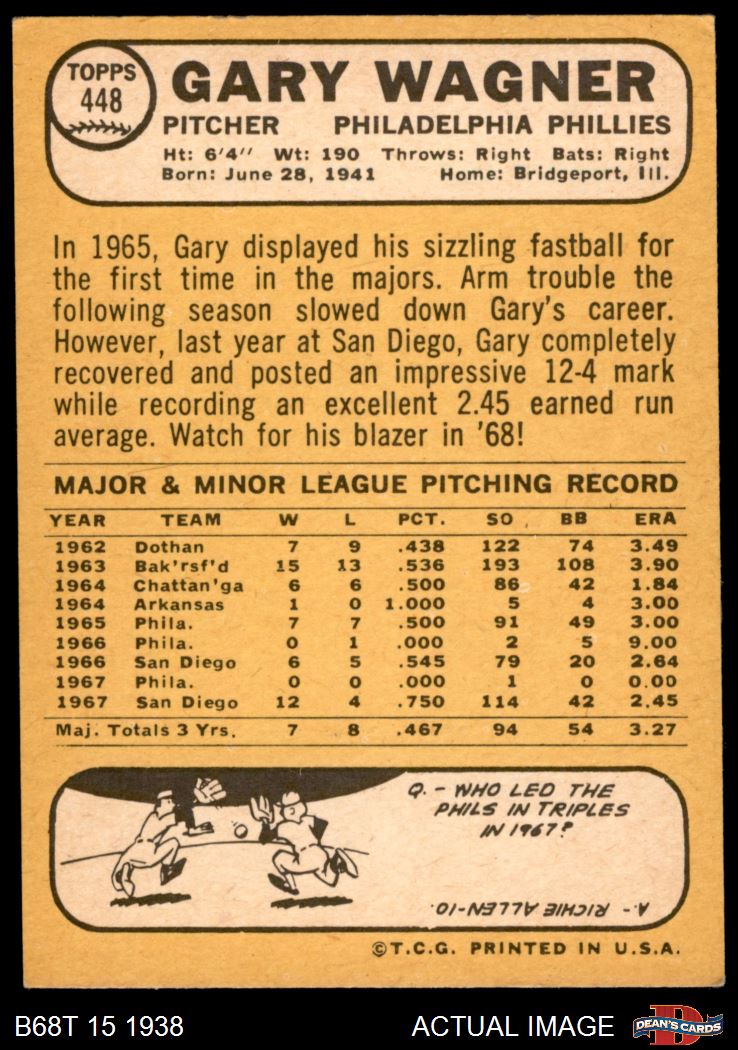 TOPPS
448
GARY WAGNER
PITCHER PHILADELPHIA PHILLIES
Ht: 6'4" Wt: 190 Throws: Right Bats: Right
Born: June 28, 1941 Home: Bridgeport, Ill.
In 1965, Gary displayed his sizzling fastball for
the first time in the majors. Arm trouble the
following season slowed down Gary's career.
However, last year at San Diego, Gary completely
recovered and posted an impressive 12-4 mark
while recording an excellent 2.45 earned run
average. Watch for his blazer in '68!
MAJOR & MINOR LEAGUE PITCHING RECORD
YEAR TEAM W L PCT. SO BB ERA
1962 Dothan 7 9 .438 122 74 3.49
1963 Bak'rsf'd 15 13 .536 193 108 3.90
1964 Chattan'ga 6 6 .500 86 42 1.84
1964 Arkansas 1 0 1.000 5 4 3.00
1965 Phila. 7 7 .500 91 49 3.00
1966 Phila. 0 1 .000 2 5 9.00
1966 San Diego 6 5 .545 79 20 2.64
1967 Phila. 0 0 .000 1 0 0.00
1967 San Diego 12 4 .750 114 42 2.45
Maj. Totals 3 Yrs. 7 8 .467 94 54 3.27
Q. - WHO LED THE
PHILS IN TRIPLES
IN 1967?
A. - RICHIE ALLEN-10.
©T.C.G. PRINTED IN U.S.A.
B68T 15 1938 ACTUAL IMAGE DEAN'S CARDS